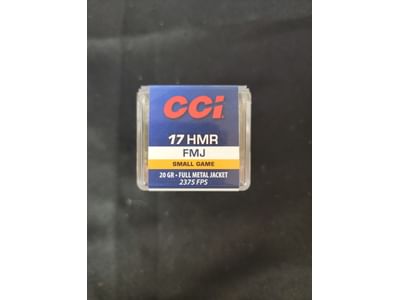 CCI
17 HMR
FMJ
SMALL GAME
20 GR • FULL METAL JACKET
2375 FPS